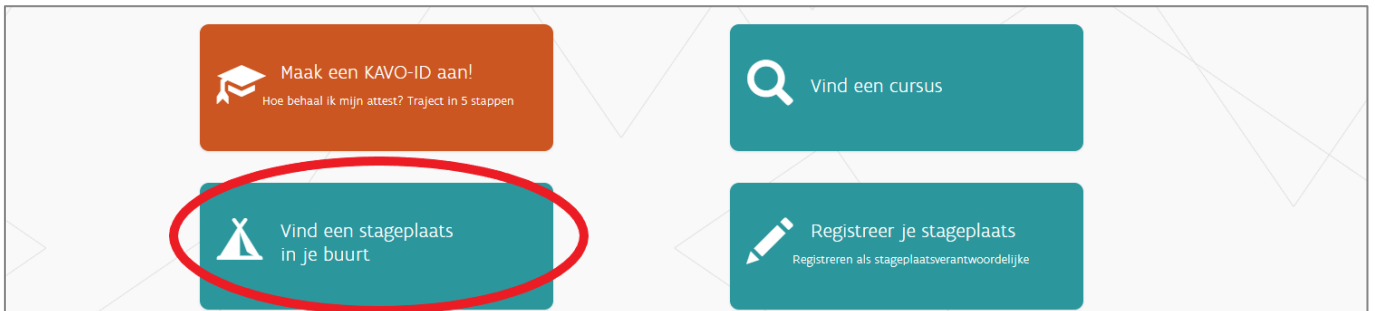 Maak een KAVO-ID aan!
Hoe behaal ik mijn attest? Traject in 5 stappen
Vind een cursus
Vind een stageplaats
in je buurt
Registreer je stageplaats
Registreren als stageplaatsverantwoordelijke